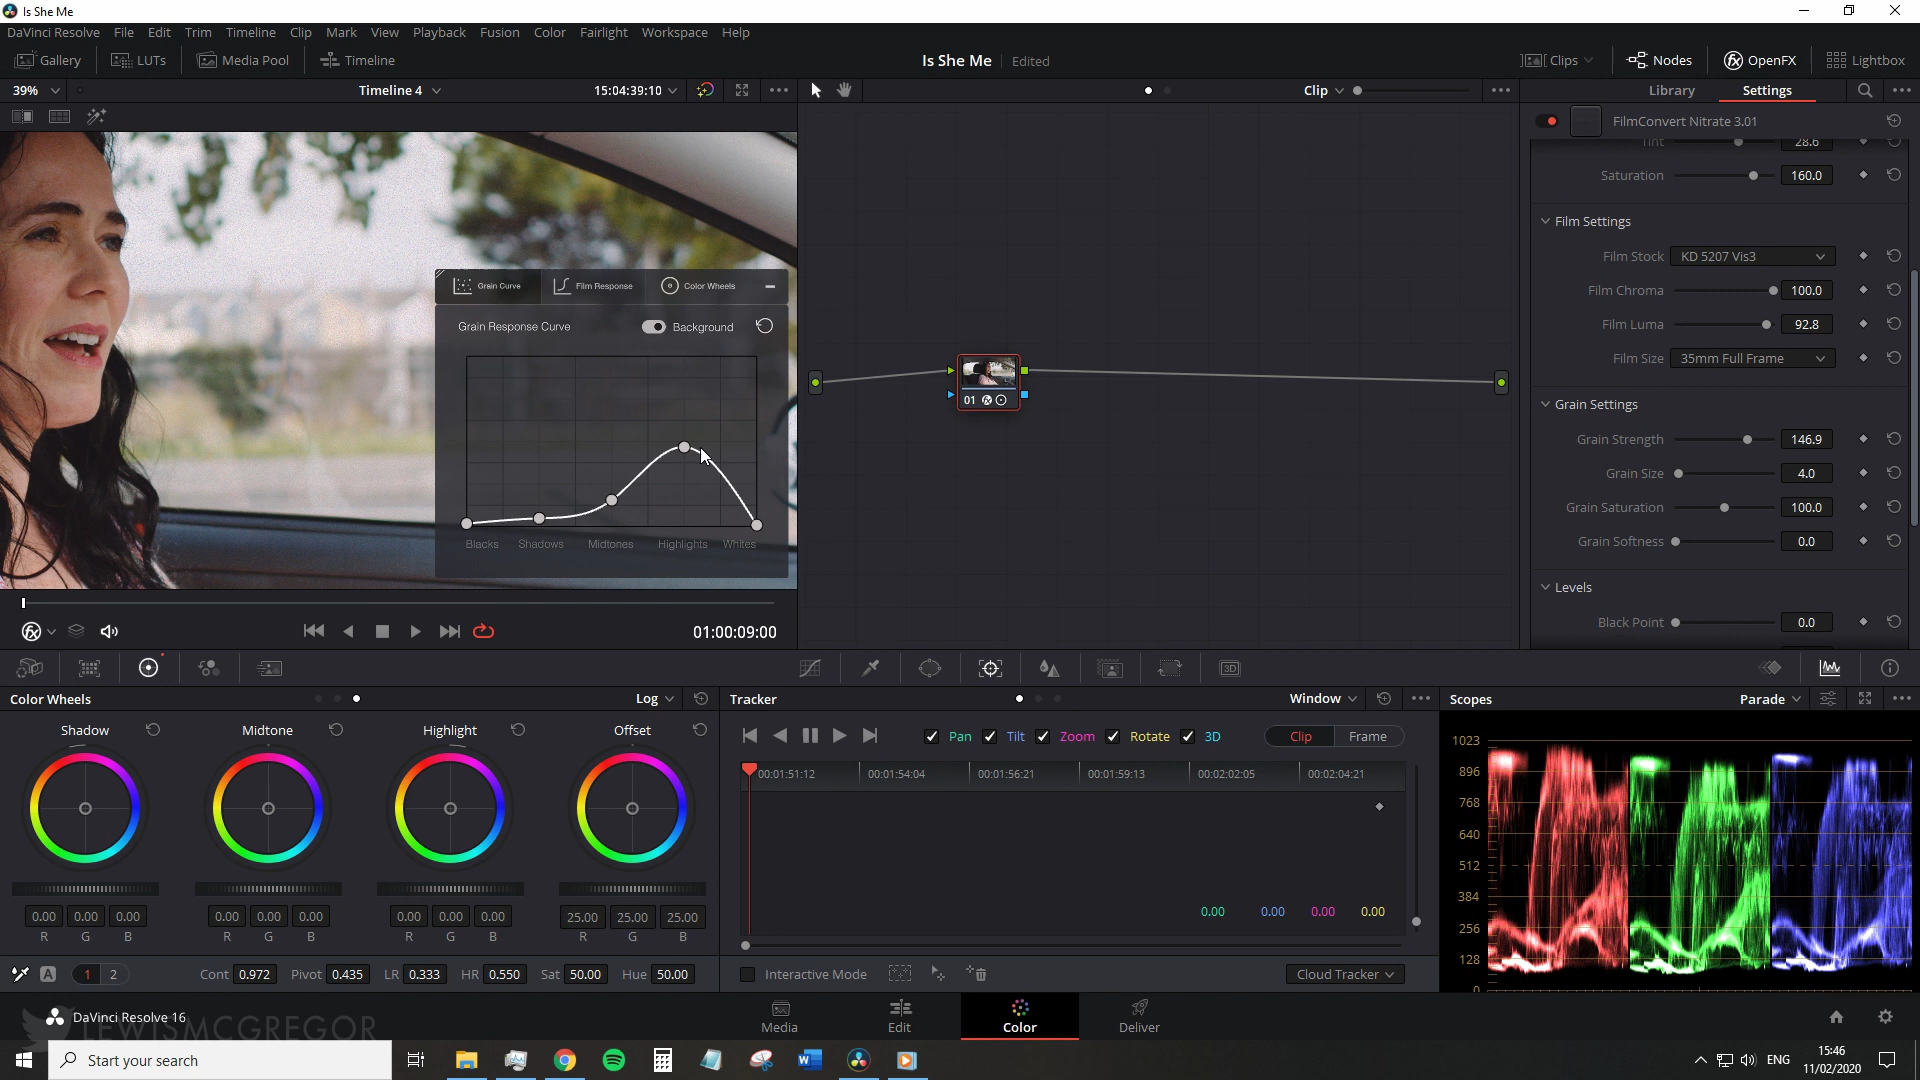 Is She Me
DaVinci Resolve File Edit Trim Timeline Clip Mark View Playback Fusion Color Fairlight Workspace Help
Gallery LUTs Media Pool Timeline Is She Me Edited Clips Nodes OpenFX Lightbox
39% Timeline 4 15:04:39:10 Clip Library Settings
FilmConvert Nitrate 3.01
Tint 28.6
Saturation 160.0
Film Settings
Film Stock KD 5207 Vis3
Film Chroma 100.0
Film Luma 92.8
Film Size 35mm Full Frame
Grain Settings
Grain Strength 146.9
Grain Size 4.0
Grain Saturation 100.0
Grain Softness 0.0
Levels
Black Point 0.0
Grain Curve Film Response Color Wheels
Grain Response Curve Background
Blacks Shadows Midtones Highlights Whites
01
01:00:09:00
3D
Color Wheels Log Tracker Window Scopes Parade
Shadow Midtone Highlight Offset
Pan Tilt Zoom Rotate 3D Clip Frame
00:01:51:12 00:01:54:04 00:01:56:21 00:01:59:13 00:02:02:05 00:02:04:21
0.00 0.00 0.00 0.00
0.00 0.00 0.00 0.00 0.00 0.00 0.00 0.00 0.00 25.00 25.00 25.00
R G B R G B R G B R G B
A 1 2 Cont 0.972 Pivot 0.435 LR 0.333 HR 0.550 Sat 50.00 Hue 50.00
Interactive Mode Cloud Tracker
1023
896
768
640
512
384
256
128
0
DaVinci Resolve 16
LEWISMCGREGOR
Media Edit Color Deliver
Start your search
ENG
15:46
11/02/2020